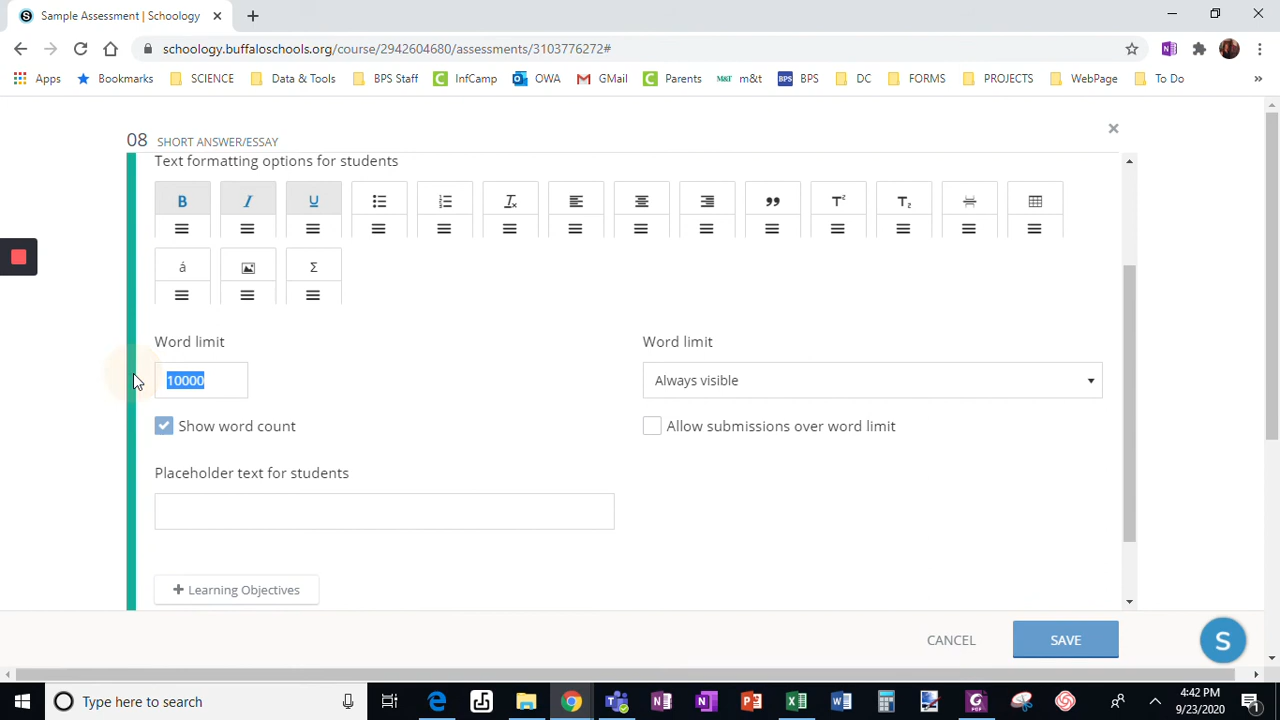 Sample Assessment | Schoology
schoology.buffaloschools.org/course/2942604680/assessments/3103776272#
Apps Bookmarks SCIENCE Data & Tools BPS Staff InfCamp OWA GMail Parents M&T m&t BPS BPS DC FORMS PROJECTS WebPage To Do »
08 SHORT ANSWER/ESSAY
Text formatting options for students
B I U
Word limit Word limit
10000 Always visible
Show word count Allow submissions over word limit
Placeholder text for students
+ Learning Objectives
CANCEL SAVE
S
Type here to search
4:42 PM
9/23/2020